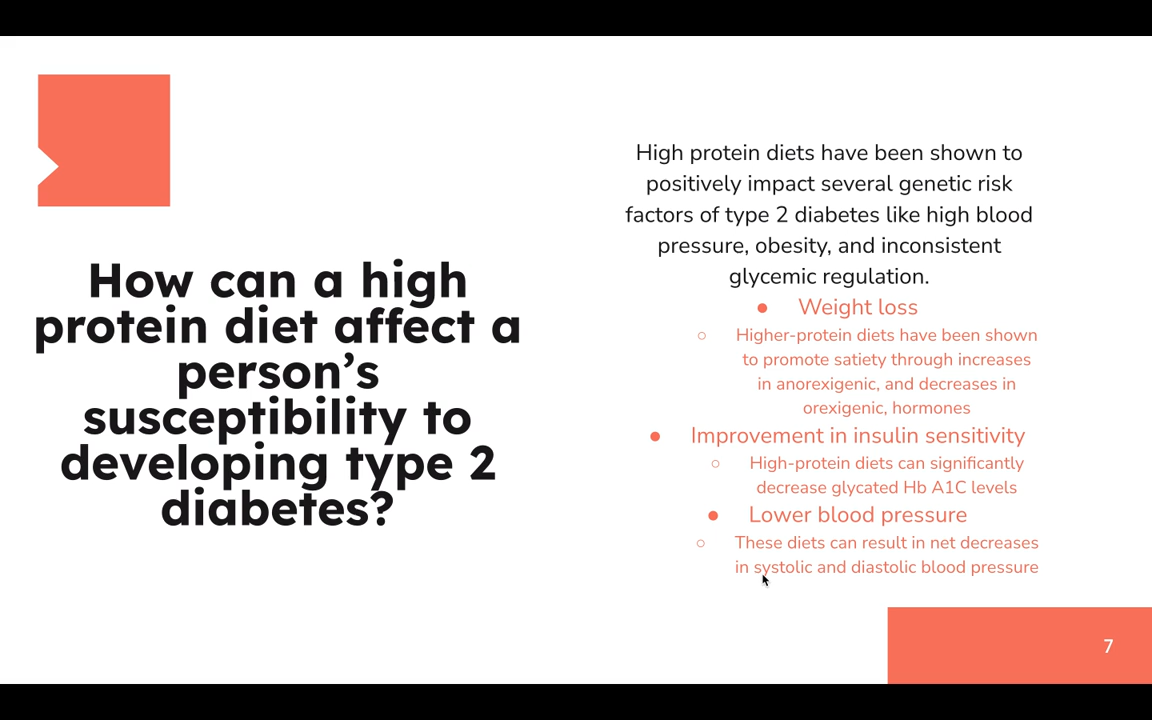 How can a high
protein diet affect a
person’s
susceptibility to
developing type 2
diabetes?
High protein diets have been shown to
positively impact several genetic risk
factors of type 2 diabetes like high blood
pressure, obesity, and inconsistent
glycemic regulation.
● Weight loss
○ Higher-protein diets have been shown
to promote satiety through increases
in anorexigenic, and decreases in
orexigenic, hormones
● Improvement in insulin sensitivity
○ High-protein diets can significantly
decrease glycated Hb A1C levels
● Lower blood pressure
○ These diets can result in net decreases
in systolic and diastolic blood pressure
7